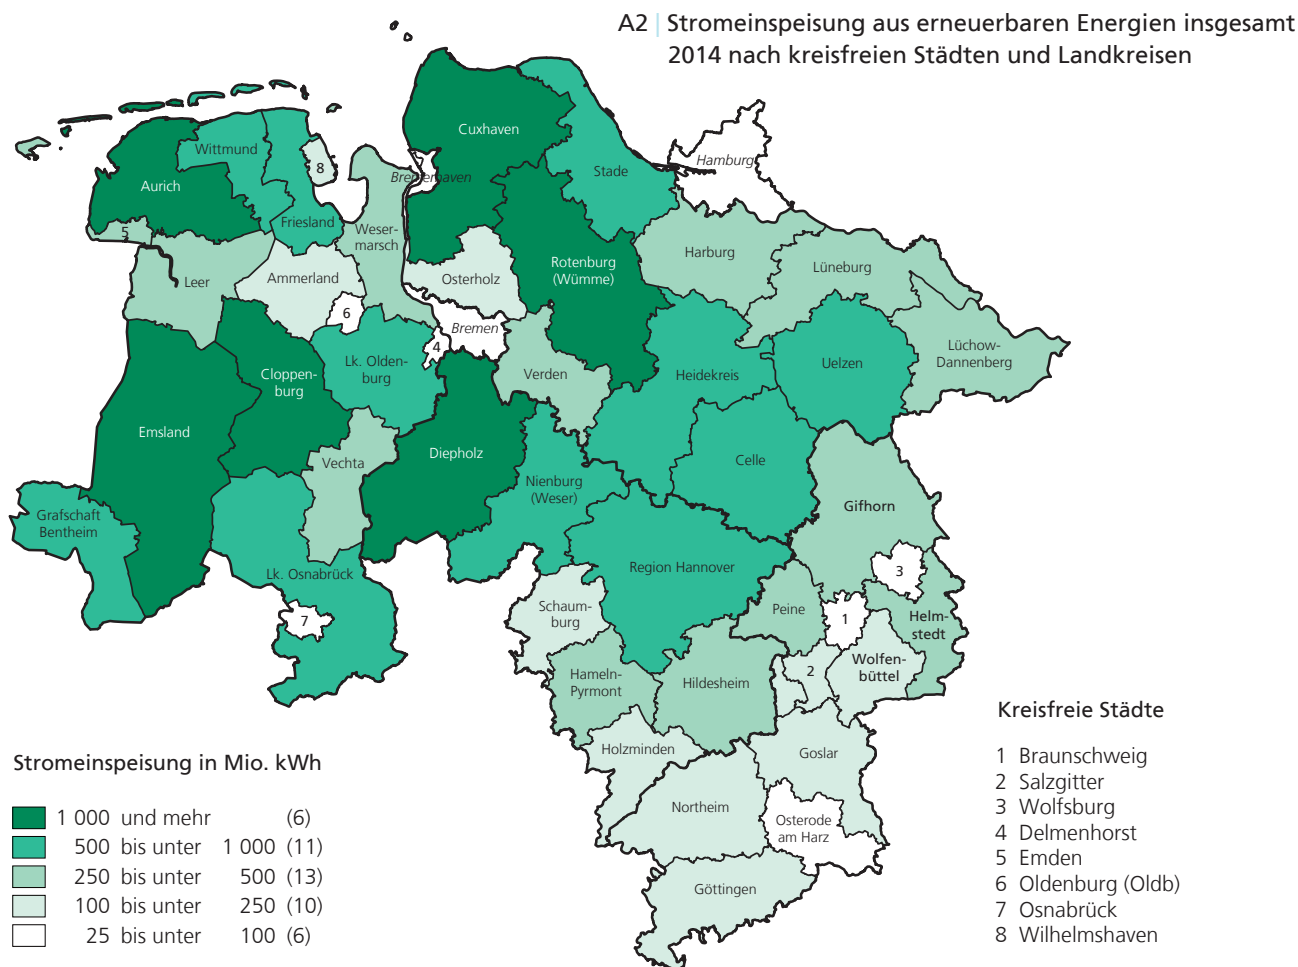 A2 | Stromeinspeisung aus erneuerbaren Energien insgesamt
2014 nach kreisfreien Städten und Landkreisen
Cuxhaven
Wittmund
Hamburg
8
Stade
Bremerhaven
Aurich
Friesland
5
Weser-
marsch
Harburg
Rotenburg
(Wümme)
Lüneburg
Leer
Ammerland
Osterholz
6
Bremen
4
Lüchow-
Dannenberg
Lk. Olden-
burg
Uelzen
Cloppen-
burg
Verden
Heidekreis
Emsland
Diepholz
Vechta
Celle
Nienburg
(Weser)
Gifhorn
Grafschaft
Bentheim
Region Hannover
3
Lk. Osnabrück
Schaum-
burg
Peine
7
1
Helm-
stedt
Wolfen-
büttel
2
Hameln-
Pyrmont
Hildesheim
Holzminden
Goslar
Northeim
Osterode
am Harz
Göttingen
Stromeinspeisung in Mio. kWh
1 000 und mehr (6)
500 bis unter 1 000 (11)
250 bis unter 500 (13)
100 bis unter 250 (10)
25 bis unter 100 (6)
Kreisfreie Städte
1 Braunschweig
2 Salzgitter
3 Wolfsburg
4 Delmenhorst
5 Emden
6 Oldenburg (Oldb)
7 Osnabrück
8 Wilhelmshaven